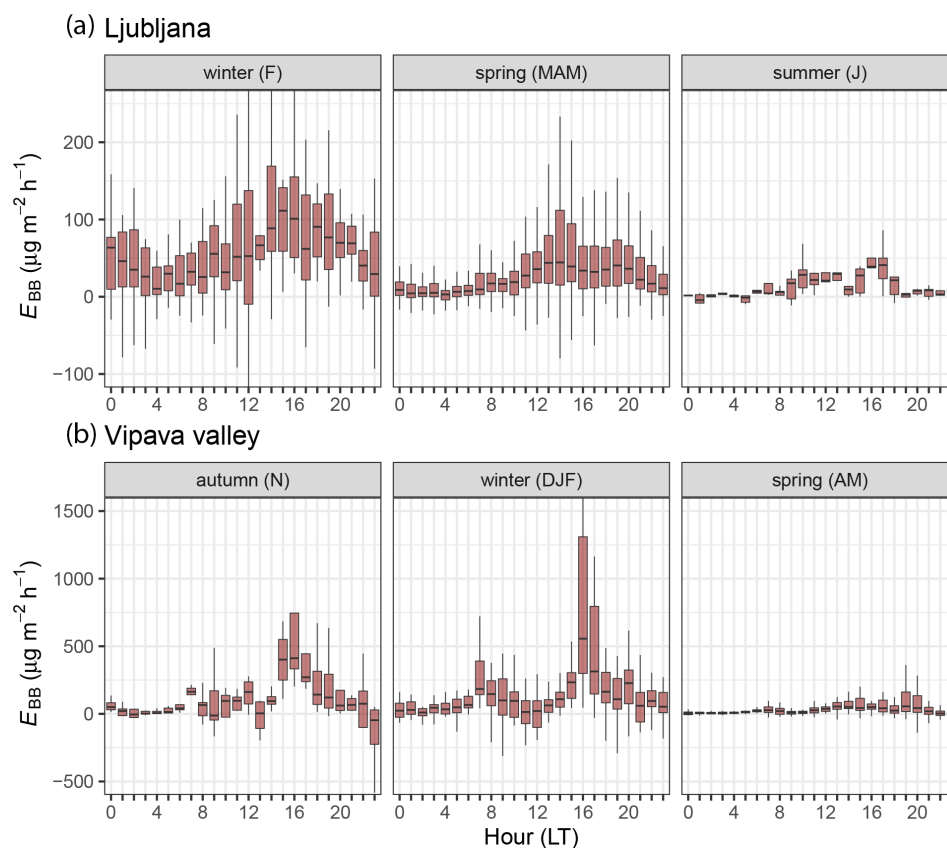 (a) Ljubljana
winter (F) spring (MAM) summer (J)
200
100
0
−100
E_BB (μg m⁻² h⁻¹)
0 4 8 12 16 20 0 4 8 12 16 20 0 4 8 12 16 20
(b) Vipava valley
autumn (N) winter (DJF) spring (AM)
1500
1000
500
0
−500
E_BB (μg m⁻² h⁻¹)
0 4 8 12 16 20 0 4 8 12 16 20 0 4 8 12 16 20
Hour (LT)